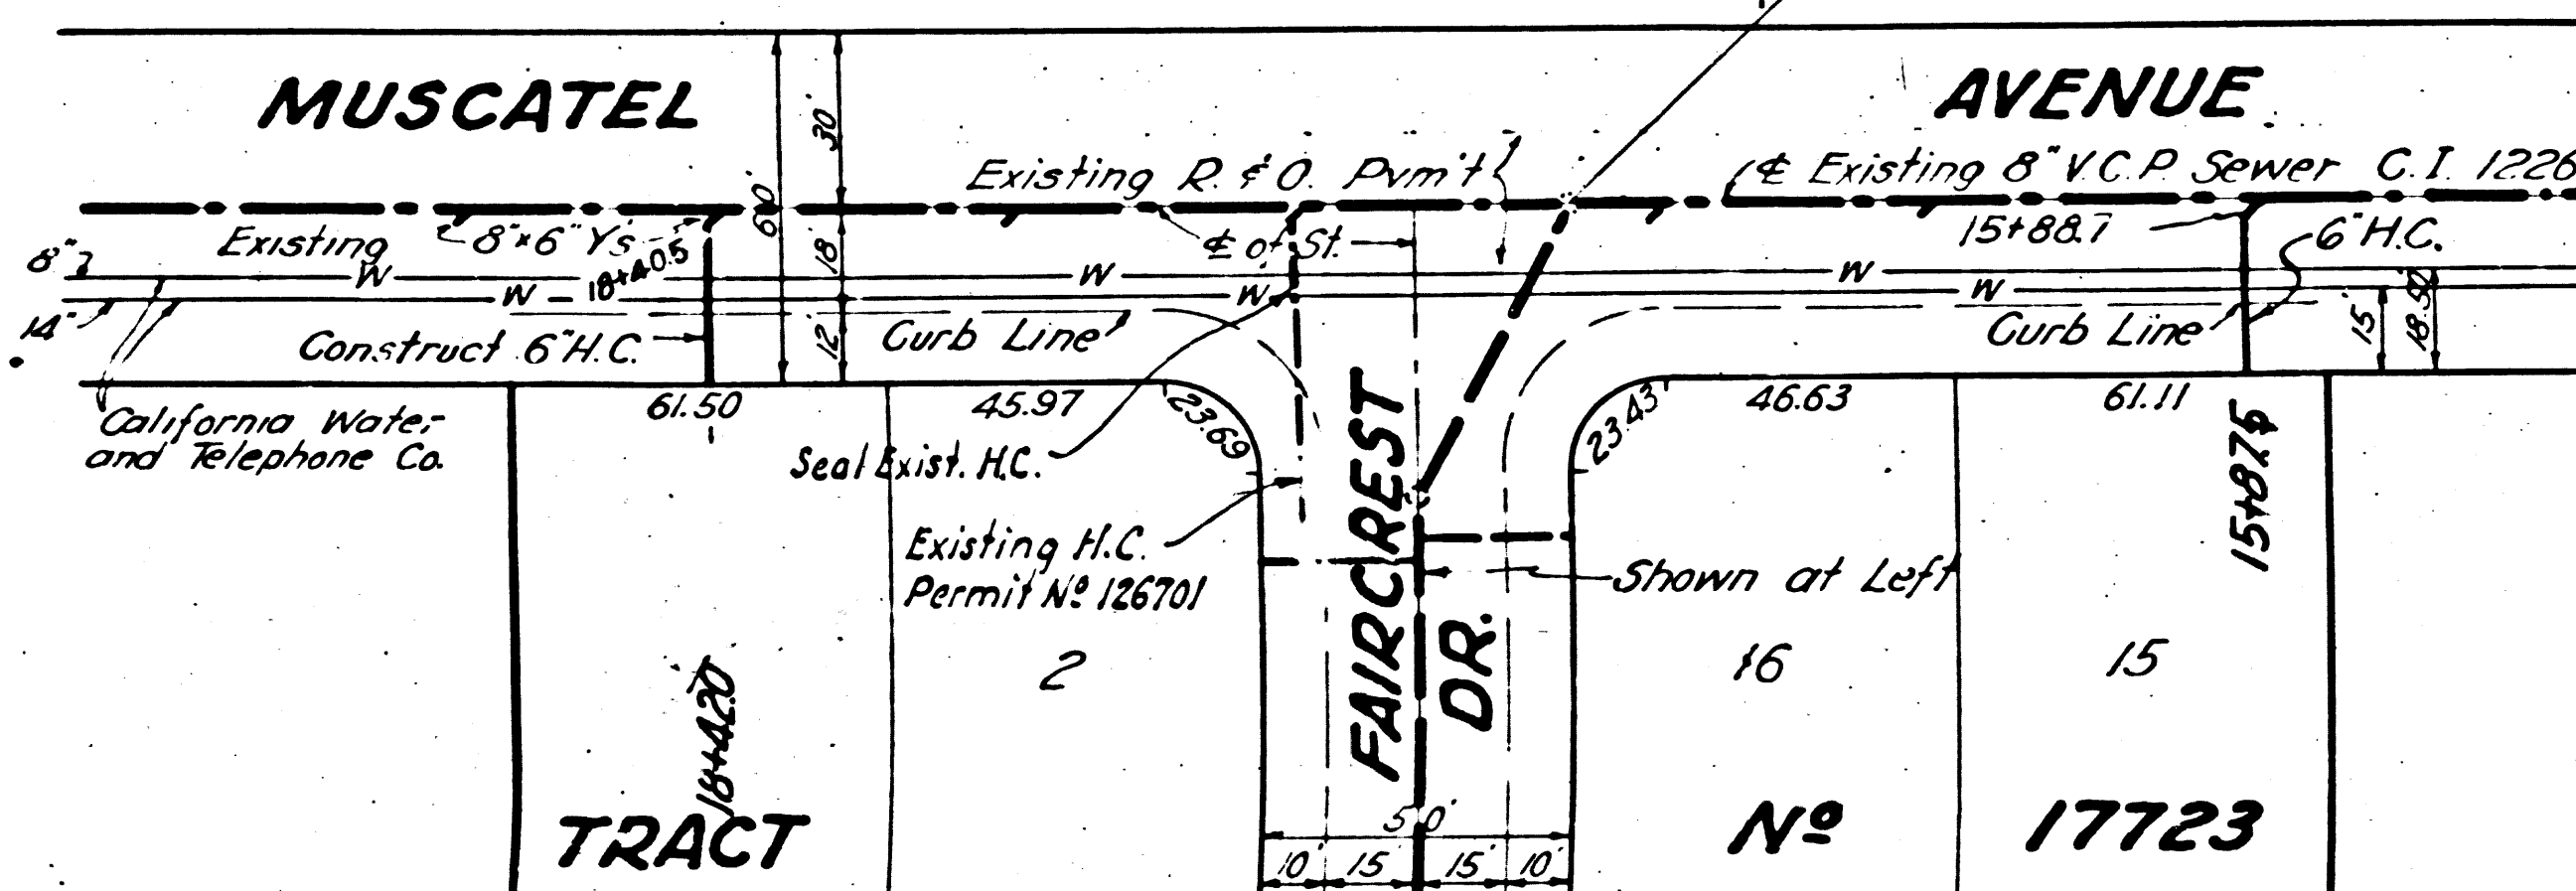 MUSCATEL
AVENUE
30'
60'
18'
12'
Existing R. & O. Pvm't
℄ Existing 8" V.C.P. Sewer C.I. 1226
Existing 8"x6" Ys
18+40.5
℄ of St.
15+88.7
6" H.C.
8"
14"
W
W
W
W
W
W
Construct 6" H.C.
Curb Line
Curb Line
15'
18.50'
California Water
and Telephone Co.
61.50
45.97
23.69
23.43
46.63
61.11
Seal Exist. H.C.
Existing H.C.
Permit Nº 126701
FAIRCREST
DR.
Shown at Left
2
16
15
18+42.0
TRACT
Nº
17723
50'
10'
15'
15'
10'